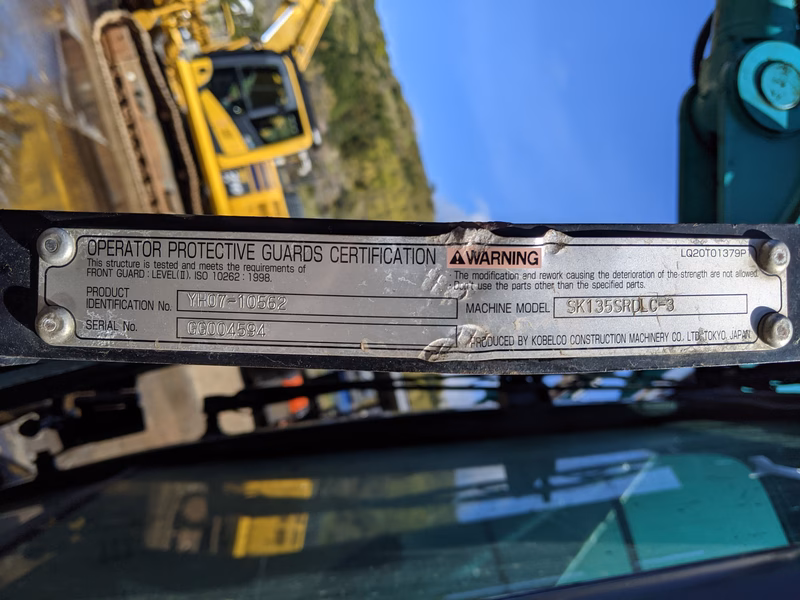 OPERATOR PROTECTIVE GUARDS CERTIFICATION
This structure is tested and meets the requirements of
FRONT GUARD : LEVEL(Ⅱ), ISO 10262 : 1998.
PRODUCT
IDENTIFICATION No. YH07-10562
SERIAL No. CG004594
WARNING
LQ20T01379P1
The modification and rework causing the deterioration of the strength are not allowed.
Don't use the parts other than the specified parts.
MACHINE MODEL SK135SRDLC-3
PRODUCED BY KOBELCO CONSTRUCTION MACHINERY CO., LTD. TOKYO, JAPAN